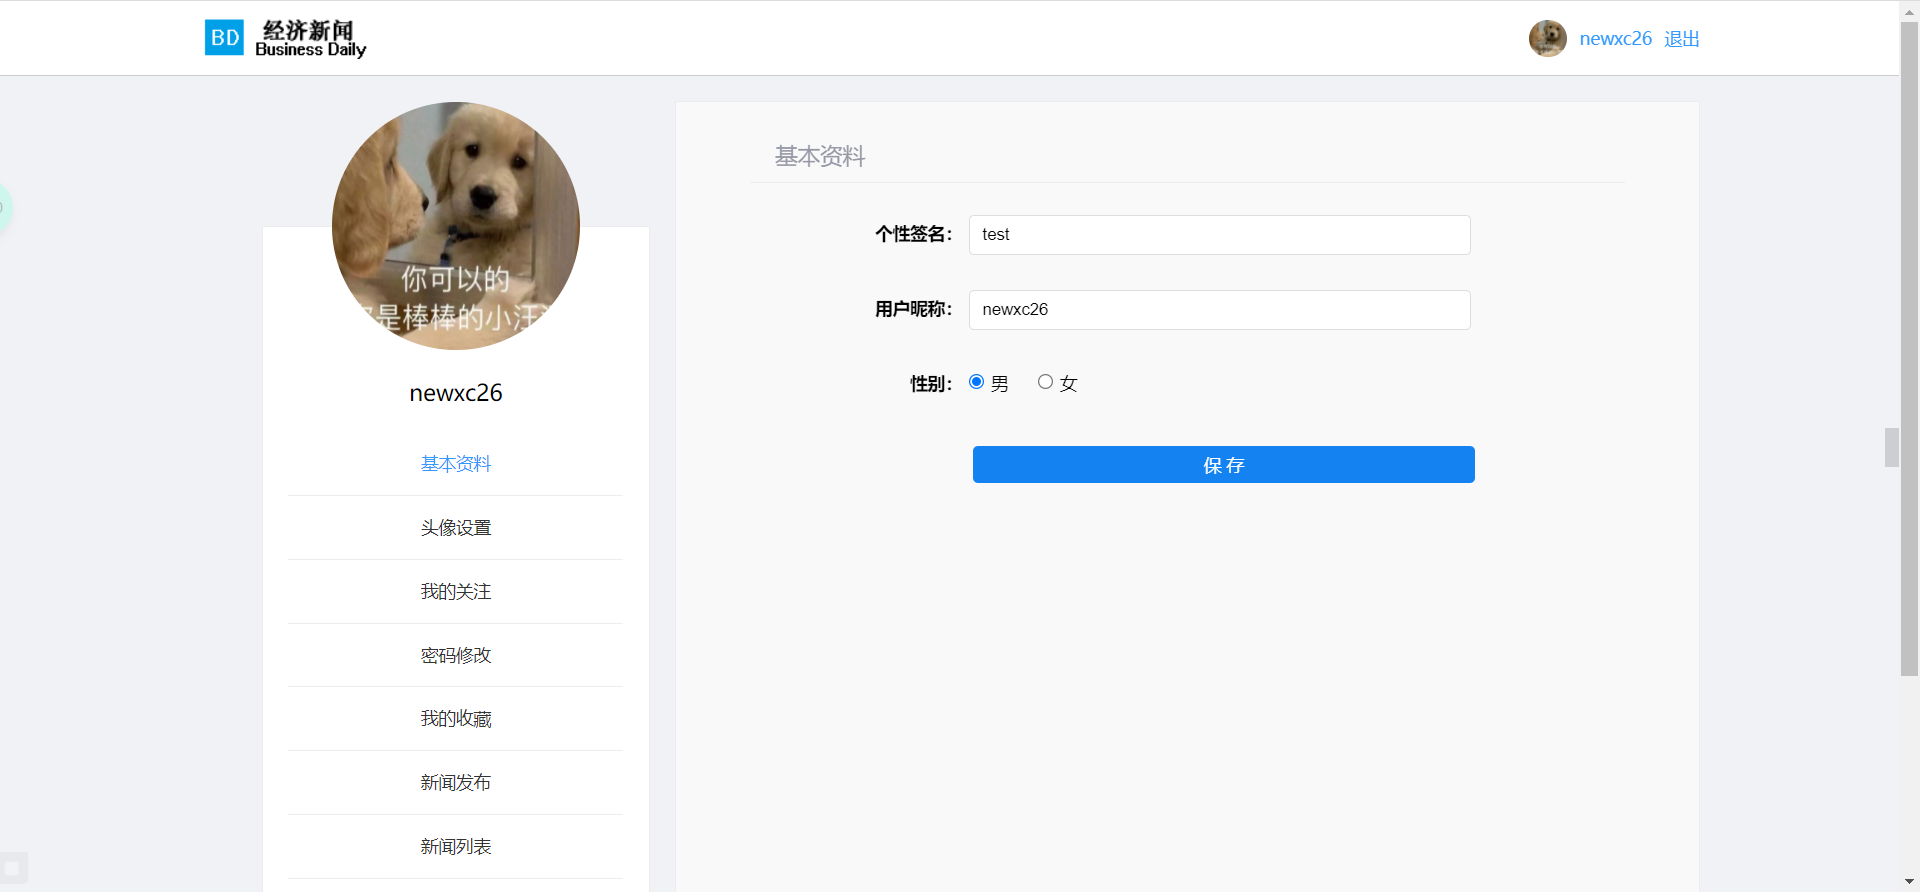 BD 经济新闻
Business Daily
newxc26 退出
你可以的
是棒棒的小汪
newxc26
基本资料
头像设置
我的关注
密码修改
我的收藏
新闻发布
新闻列表
基本资料
个性签名： test
用户昵称： newxc26
性别： 男 女
保存